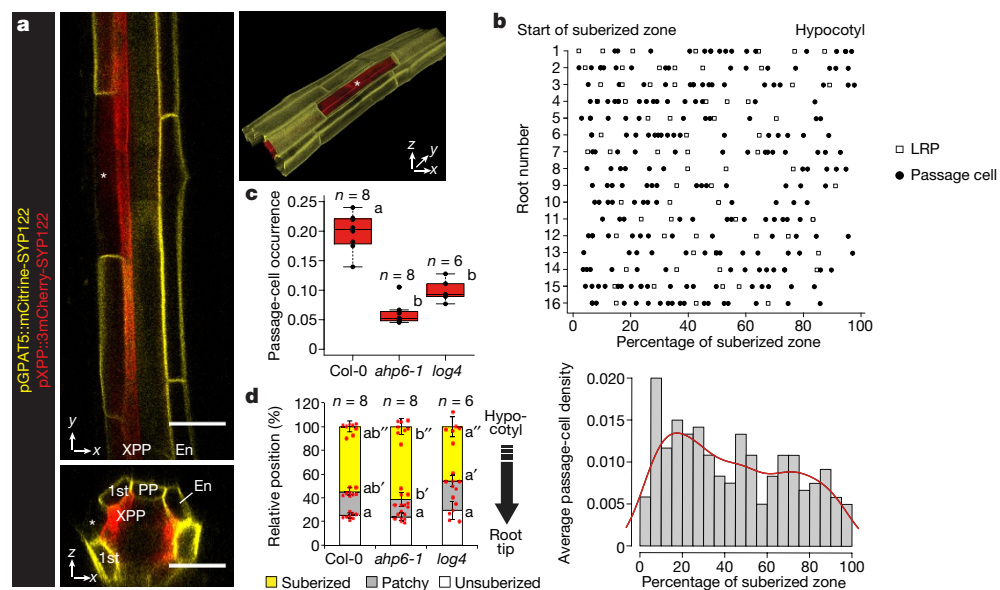 a
pGPAT5::mCitrine-SYP122
pXPP::3mCherry-SYP122
*
y
x
XPP
En
1st
PP
En
XPP
*
1st
z
x
*
z
y
x
b
Start of suberized zone
Hypocotyl
Root number
1
2
3
4
5
6
7
8
9
10
11
12
13
14
15
16
0
20
40
60
80
100
Percentage of suberized zone
LRP
Passage cell
c
Passage-cell occurrence
0.25
0.20
0.15
0.10
0.05
0
n = 8
a
n = 8
b
n = 6
b
Col-0
ahp6-1
log4
d
Relative position (%)
120
100
80
60
40
20
0
n = 8
n = 8
n = 6
ab″
b″
a″
ab′
b′
a′
a
a
a
Col-0
ahp6-1
log4
Hypo-
cotyl
Root
tip
Suberized
Patchy
Unsuberized
Average passage-cell density
0.020
0.015
0.010
0.005
0
0
20
40
60
80
100
Percentage of suberized zone